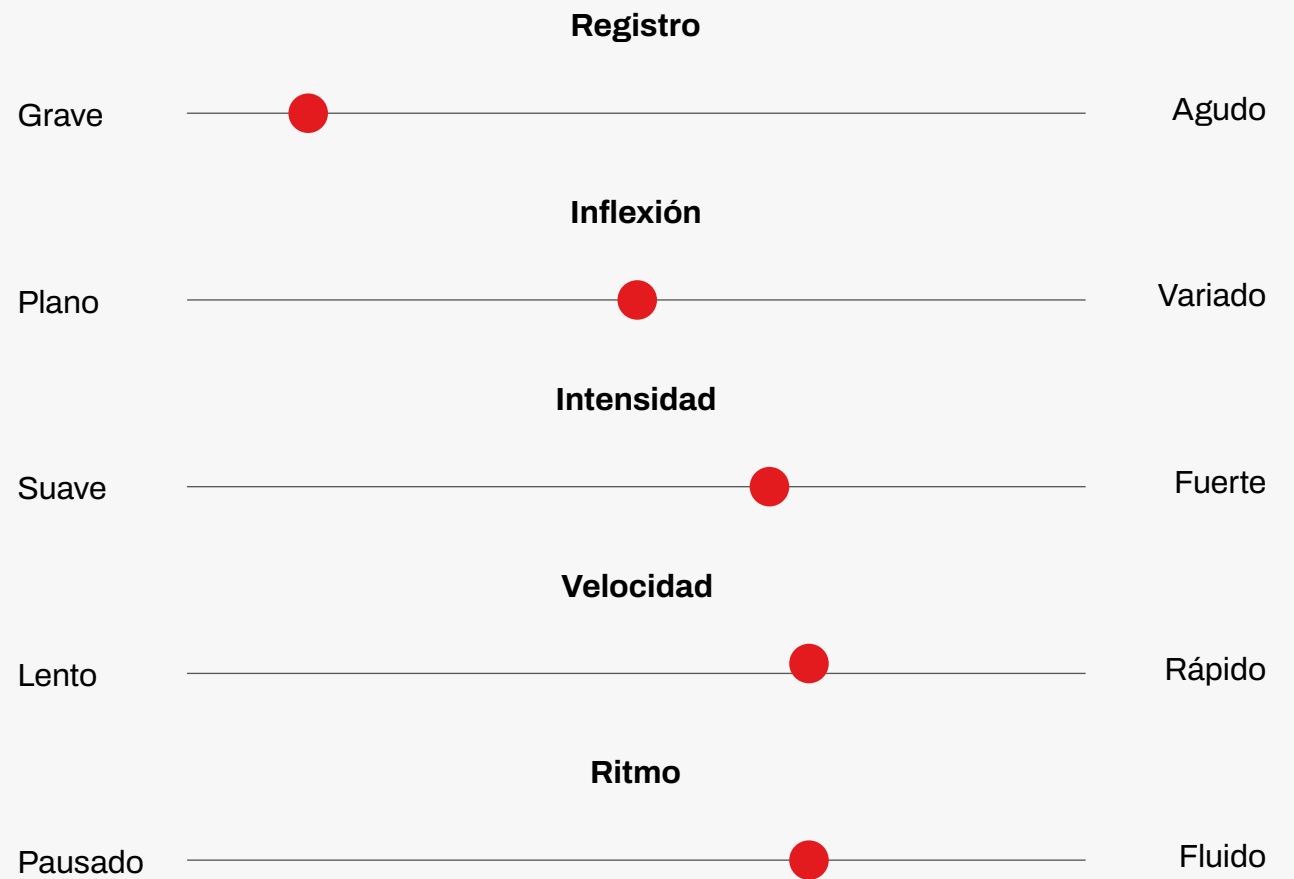 Registro
Grave
Agudo
Inflexión
Plano
Variado
Intensidad
Suave
Fuerte
Velocidad
Lento
Rápido
Ritmo
Pausado
Fluido